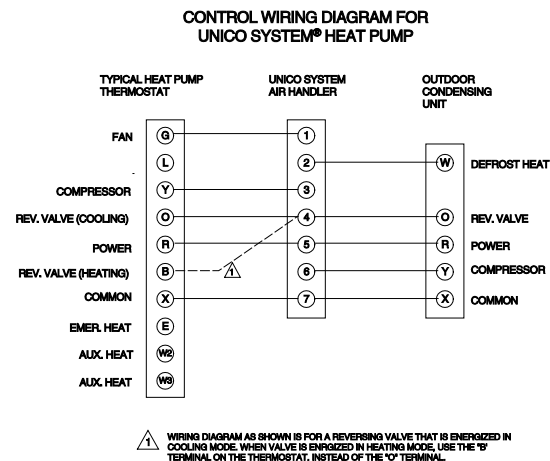 CONTROL WIRING DIAGRAM FOR
UNICO SYSTEM® HEAT PUMP
TYPICAL HEAT PUMP
THERMOSTAT
UNICO SYSTEM
AIR HANDLER
OUTDOOR
CONDENSING
UNIT
FAN G 1
L 2 W DEFROST HEAT
COMPRESSOR Y 3
REV. VALVE (COOLING) O 4 O REV. VALVE
POWER R 5 R POWER
REV. VALVE (HEATING) B 1 6 Y COMPRESSOR
COMMON X 7 X COMMON
EMER. HEAT E
AUX. HEAT W2
AUX. HEAT W3
1 WIRING DIAGRAM AS SHOWN IS FOR A REVERSING VALVE THAT IS ENERGIZED IN
COOLING MODE. WHEN VALVE IS ENRGIZED IN HEATING MODE, USE THE "B"
TERMINAL ON THE THERMOSTAT. INSTEAD OF THE "O" TERMINAL.